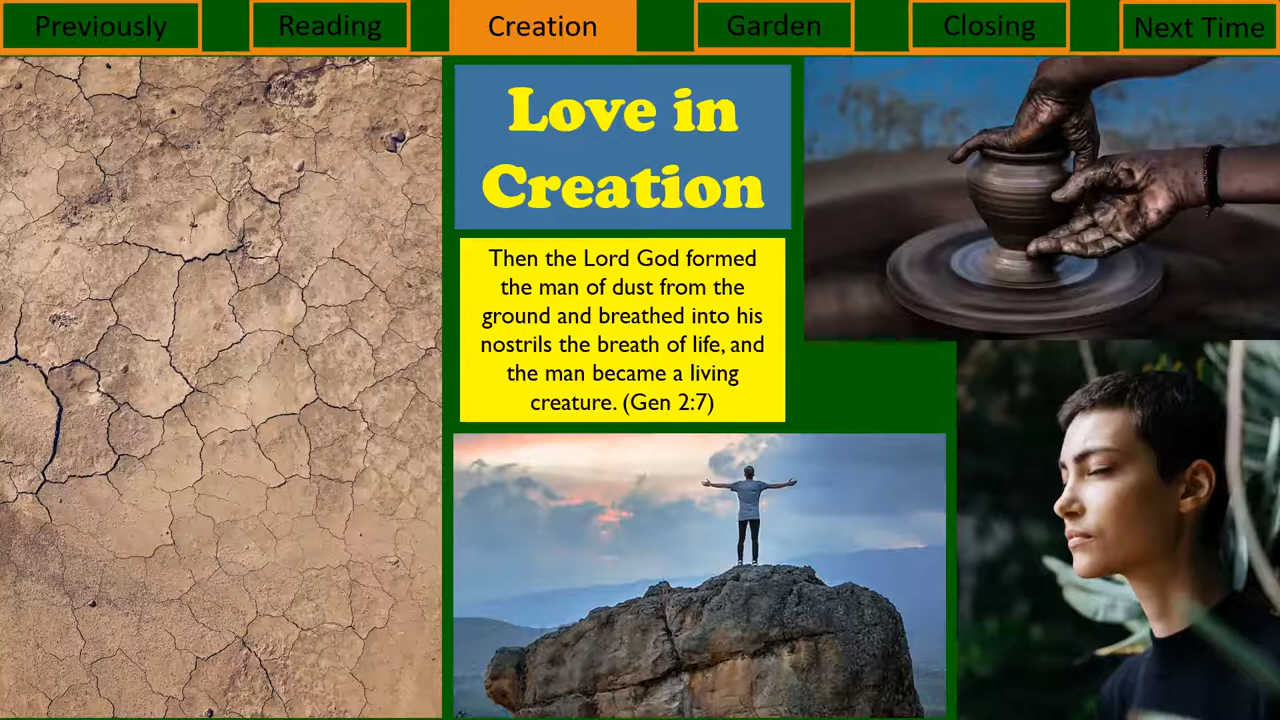 Previously Reading Creation Garden Closing Next Time
Love in
Creation
Then the Lord God formed
the man of dust from the
ground and breathed into his
nostrils the breath of life, and
the man became a living
creature. (Gen 2:7)